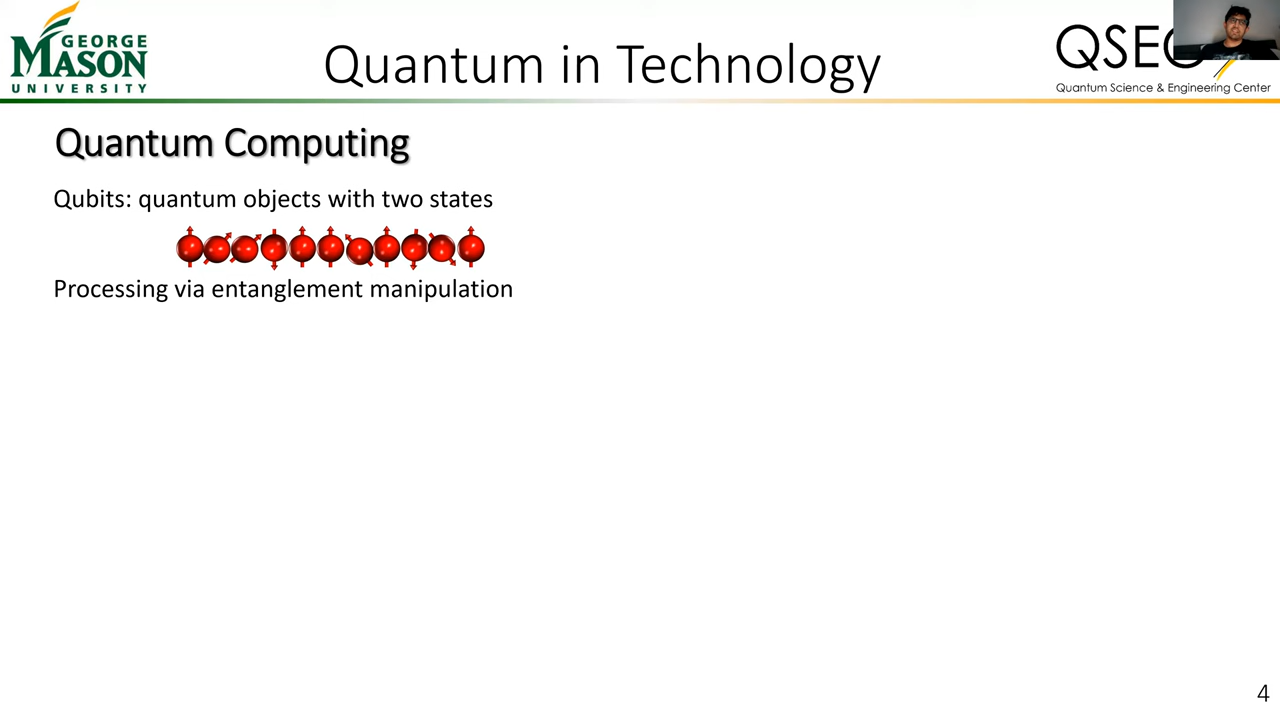 GEORGE
MASON
UNIVERSITY
Quantum in Technology
Quantum Science & Engineering Center
Quantum Computing
Qubits: quantum objects with two states
Processing via entanglement manipulation
4